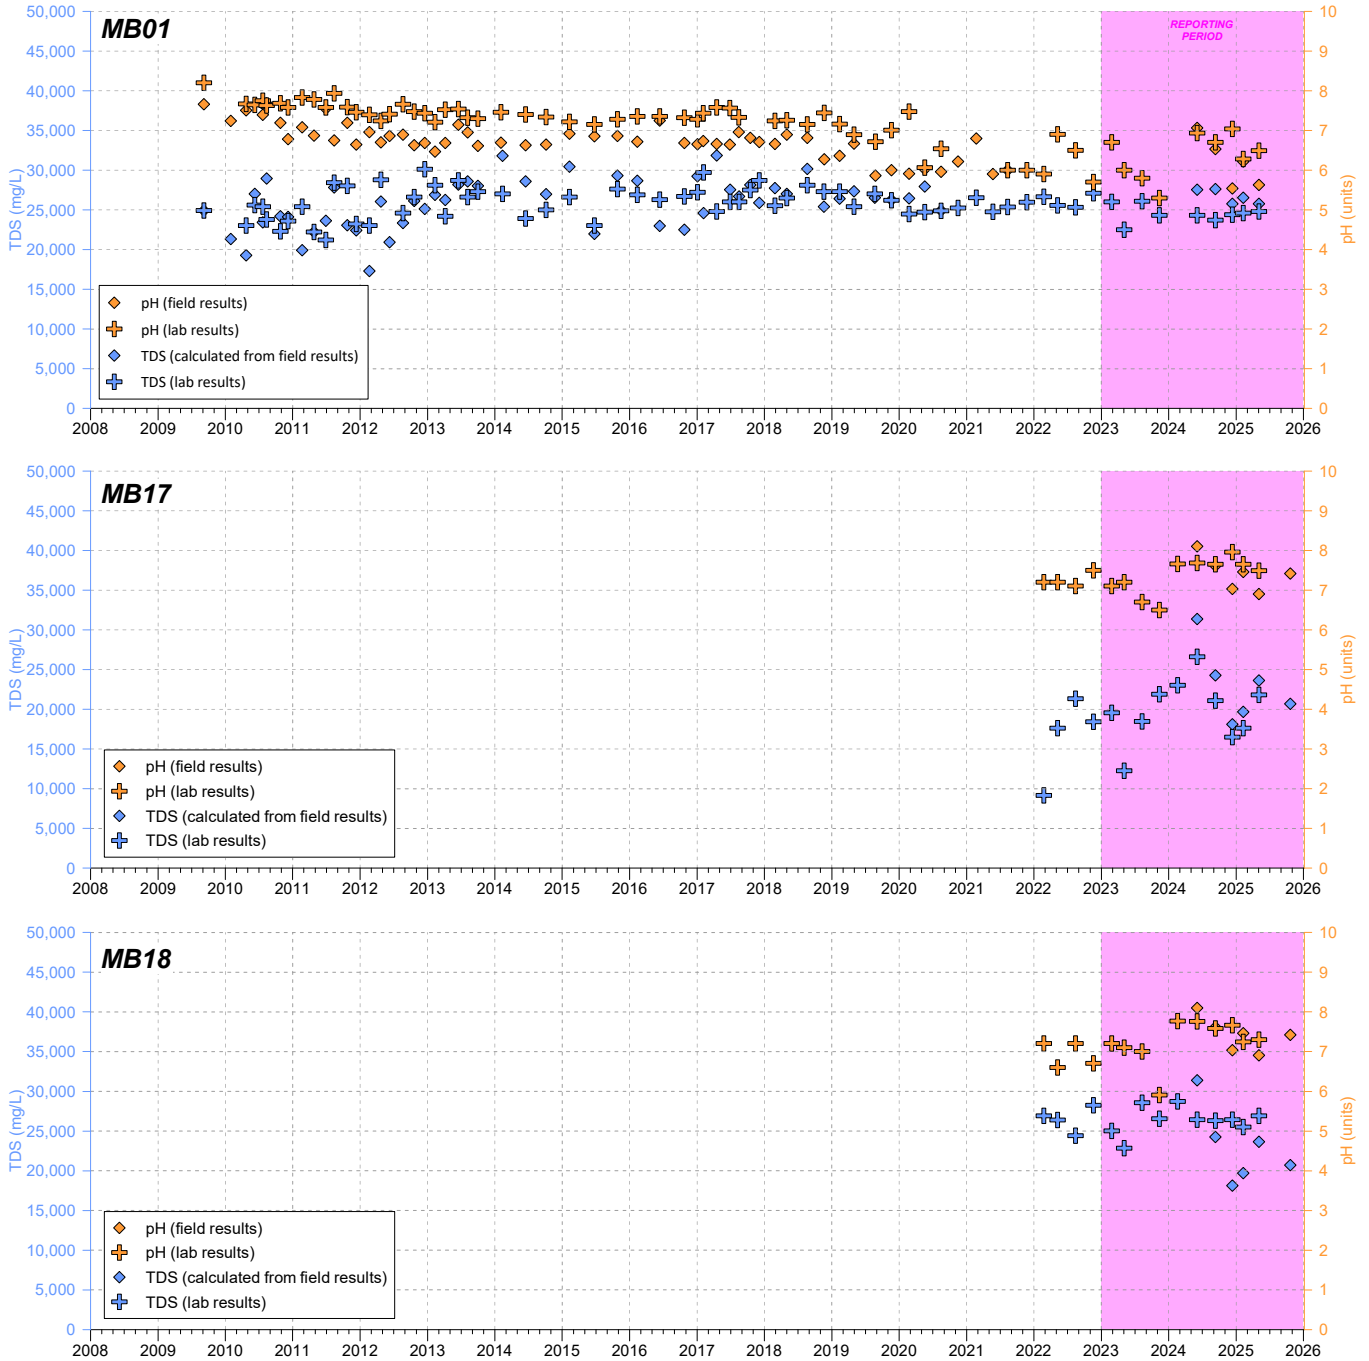 MB01
REPORTING
PERIOD
TDS (mg/L)
pH (units)
50,000
45,000
40,000
35,000
30,000
25,000
20,000
15,000
10,000
5,000
0
10
9
8
7
6
5
4
3
2
1
0
pH (field results)
pH (lab results)
TDS (calculated from field results)
TDS (lab results)
2008 2009 2010 2011 2012 2013 2014 2015 2016 2017 2018 2019 2020 2021 2022 2023 2024 2025 2026
MB17
TDS (mg/L)
pH (units)
50,000
45,000
40,000
35,000
30,000
25,000
20,000
15,000
10,000
5,000
0
10
9
8
7
6
5
4
3
2
1
0
pH (field results)
pH (lab results)
TDS (calculated from field results)
TDS (lab results)
2008 2009 2010 2011 2012 2013 2014 2015 2016 2017 2018 2019 2020 2021 2022 2023 2024 2025 2026
MB18
TDS (mg/L)
pH (units)
50,000
45,000
40,000
35,000
30,000
25,000
20,000
15,000
10,000
5,000
0
10
9
8
7
6
5
4
3
2
1
0
pH (field results)
pH (lab results)
TDS (calculated from field results)
TDS (lab results)
2008 2009 2010 2011 2012 2013 2014 2015 2016 2017 2018 2019 2020 2021 2022 2023 2024 2025 2026